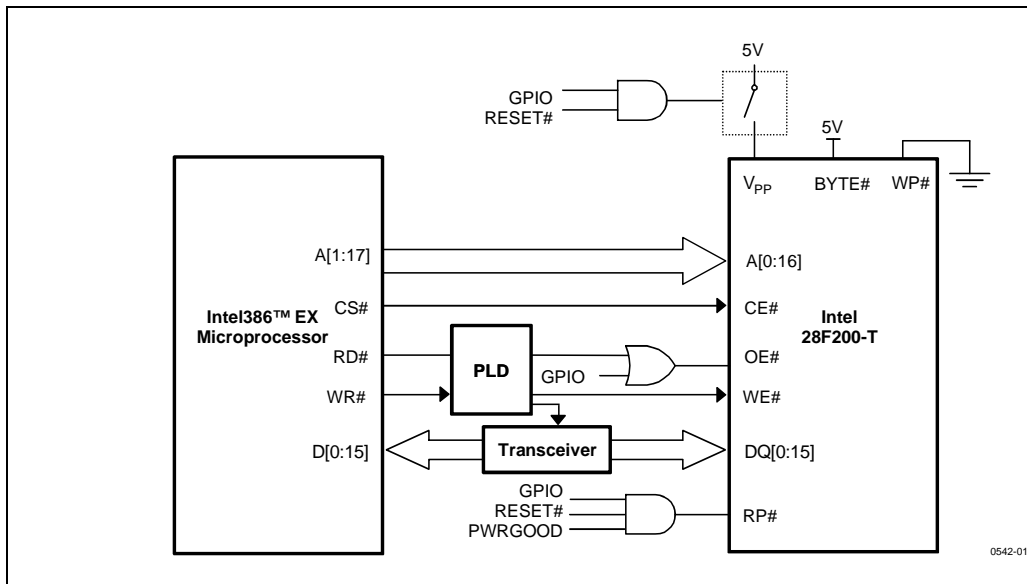 5V
GPIO
RESET#
5V
VPP
BYTE#
WP#
A[1:17]
A[0:16]
Intel386™ EX
Microprocessor
CS#
CE#
Intel
28F200-T
RD#
PLD
GPIO
OE#
WR#
WE#
D[0:15]
Transceiver
DQ[0:15]
GPIO
RESET#
PWRGOOD
RP#
0542-01